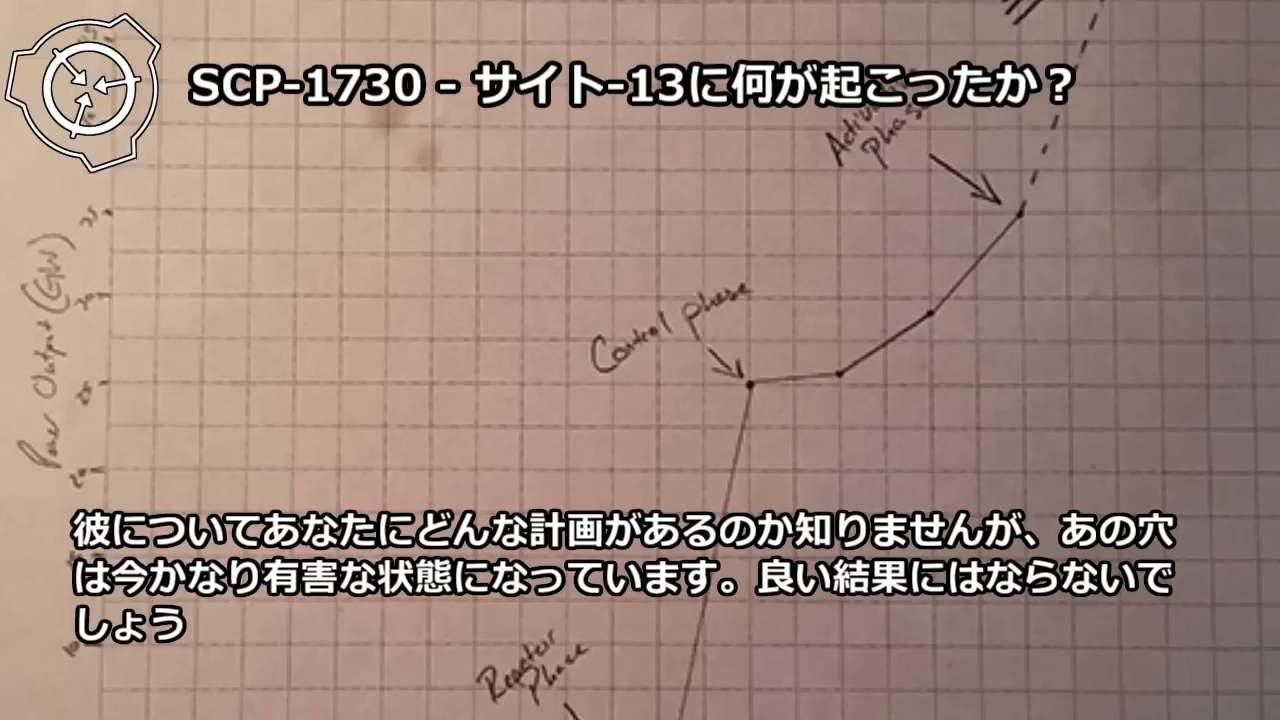 SCP-1730 - サイト-13に何が起こったか？
phase
Control phase
Power Output (GW)
彼についてあなたにどんな計画があるのか知りませんが、あの穴
は今かなり有害な状態になっています。良い結果にはならないで
しょう
Reactor
Phase